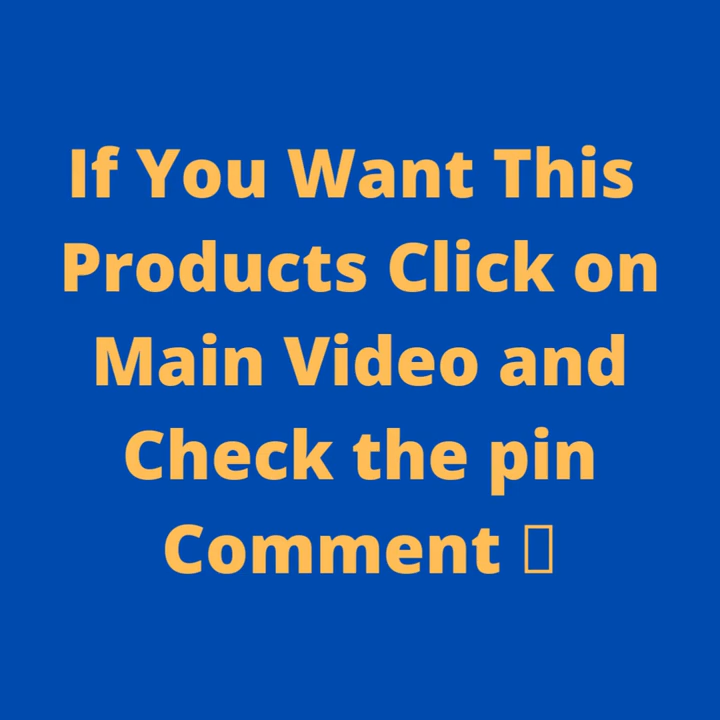 If You Want This
Products Click on
Main Video and
Check the pin
Comment